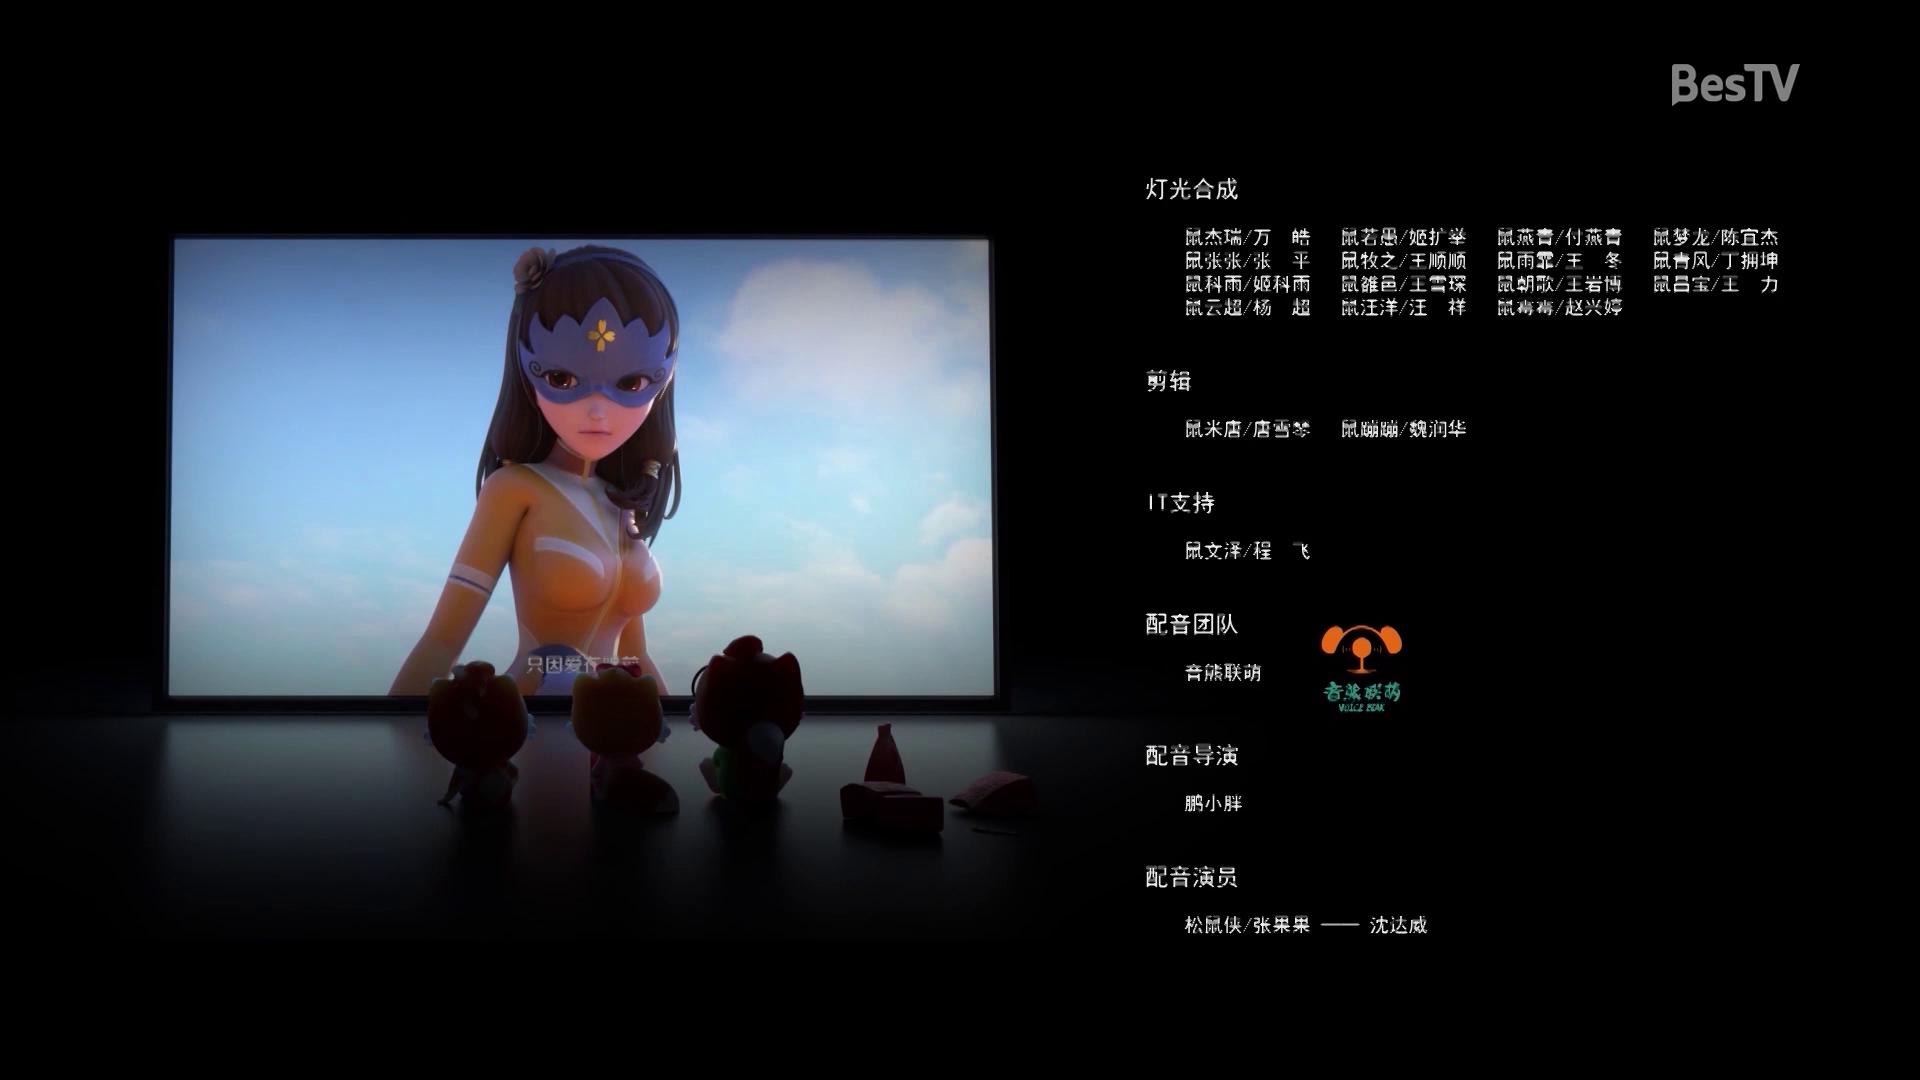 BesTV
灯光合成
鼠杰瑞/万 皓 鼠若愚/姬扩举 鼠燕青/付燕青 鼠梦龙/陈宜杰
鼠张张/张 平 鼠牧之/王顺顺 鼠雨霏/王 冬 鼠青风/丁拥坤
鼠科雨/姬科雨 鼠雒邑/王雪琛 鼠朝歌/王岩博 鼠吕宝/王 力
鼠云超/杨 超 鼠汪洋/汪 祥 鼠毒毒/赵兴婷
剪辑
鼠米唐/唐雪琴 鼠蹦蹦/魏润华
IT支持
鼠文泽/程 飞
配音团队
音熊联萌
音熊联萌
VOICE BEAR
配音导演
鹏小胖
配音演员
松鼠侠/张果果 —— 沈达威
只因爱在